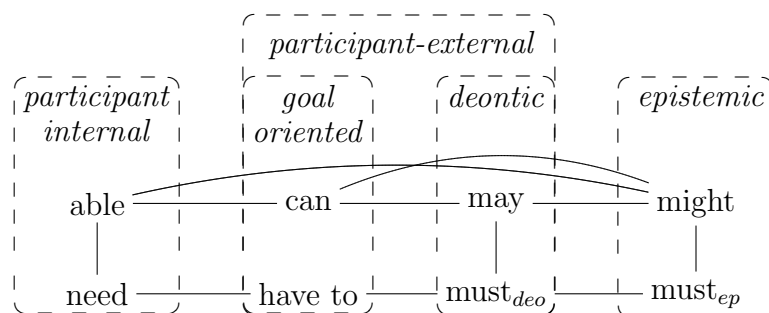 participant-external
participant internal
goal oriented
deontic
epistemic
able can may might
need have to must_deo must_ep